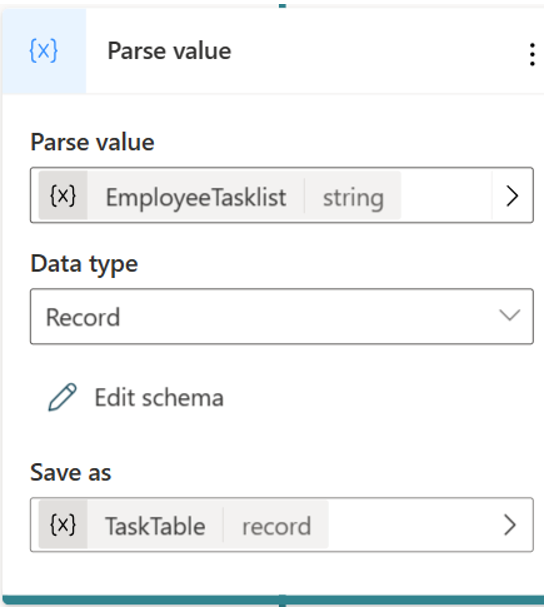 {x} Parse value
Parse value
{x} EmployeeTasklist string
Data type
Record
Edit schema
Save as
{x} TaskTable record